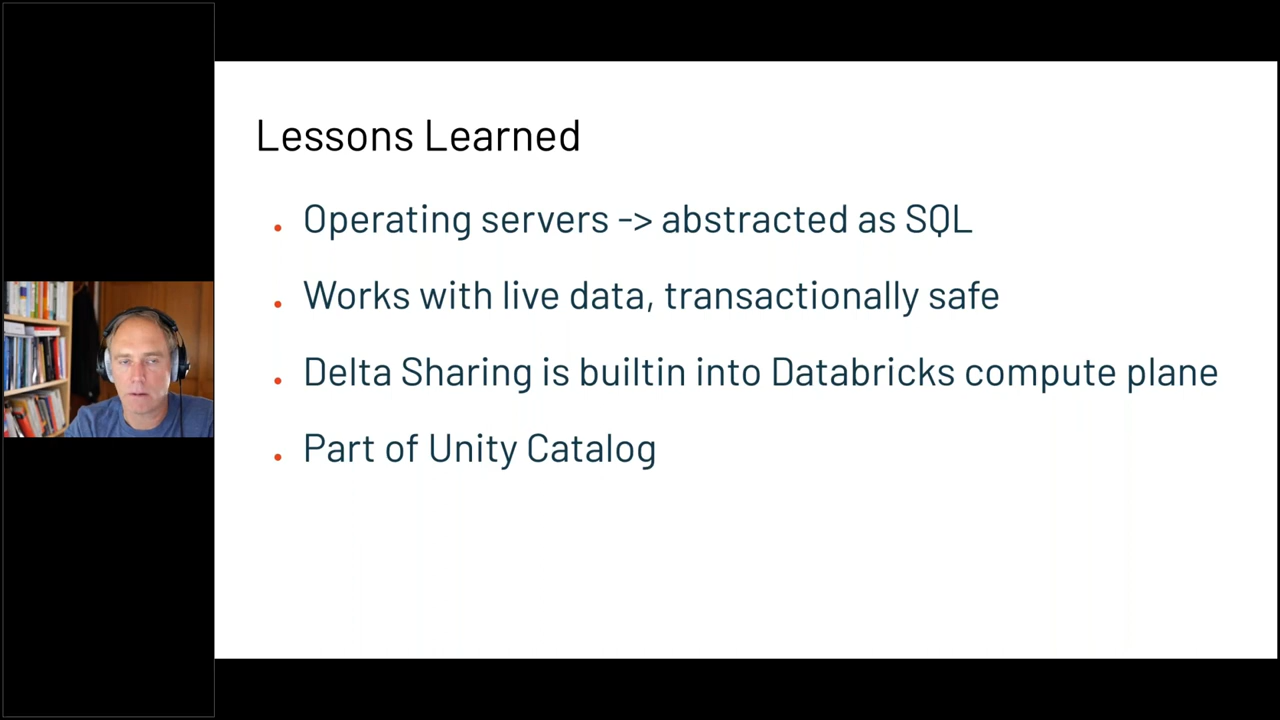 Lessons Learned
Operating servers -> abstracted as SQL
Works with live data, transactionally safe
Delta Sharing is builtin into Databricks compute plane
Part of Unity Catalog